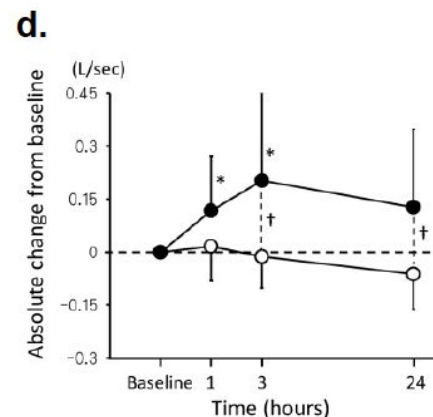 d.
(L/sec)
Absolute change from baseline
0.45
0.3
0.15
0
−0.15
−0.3
*
*
†
†
Baseline 1 3 24
Time (hours)